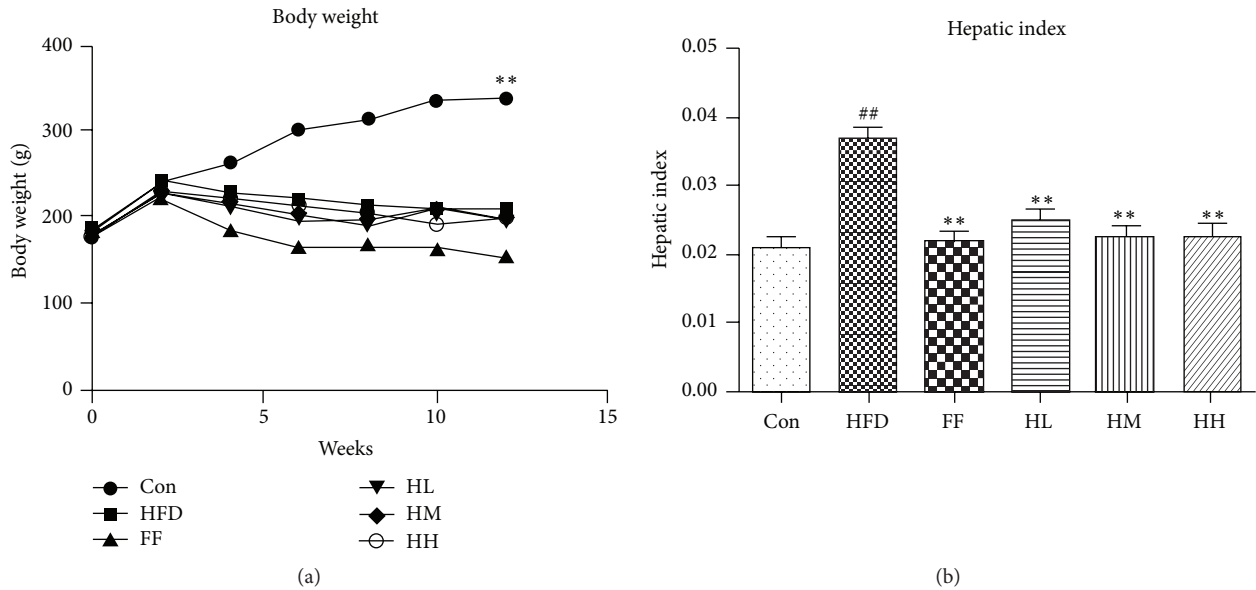 Body weight
400
300
200
100
0
Body weight (g)
**
0 5 10 15
Weeks
Con
HFD
FF
HL
HM
HH
(a)
Hepatic index
0.05
0.04
0.03
0.02
0.01
0.00
Hepatic index
##
**
**
**
**
Con HFD FF HL HM HH
(b)